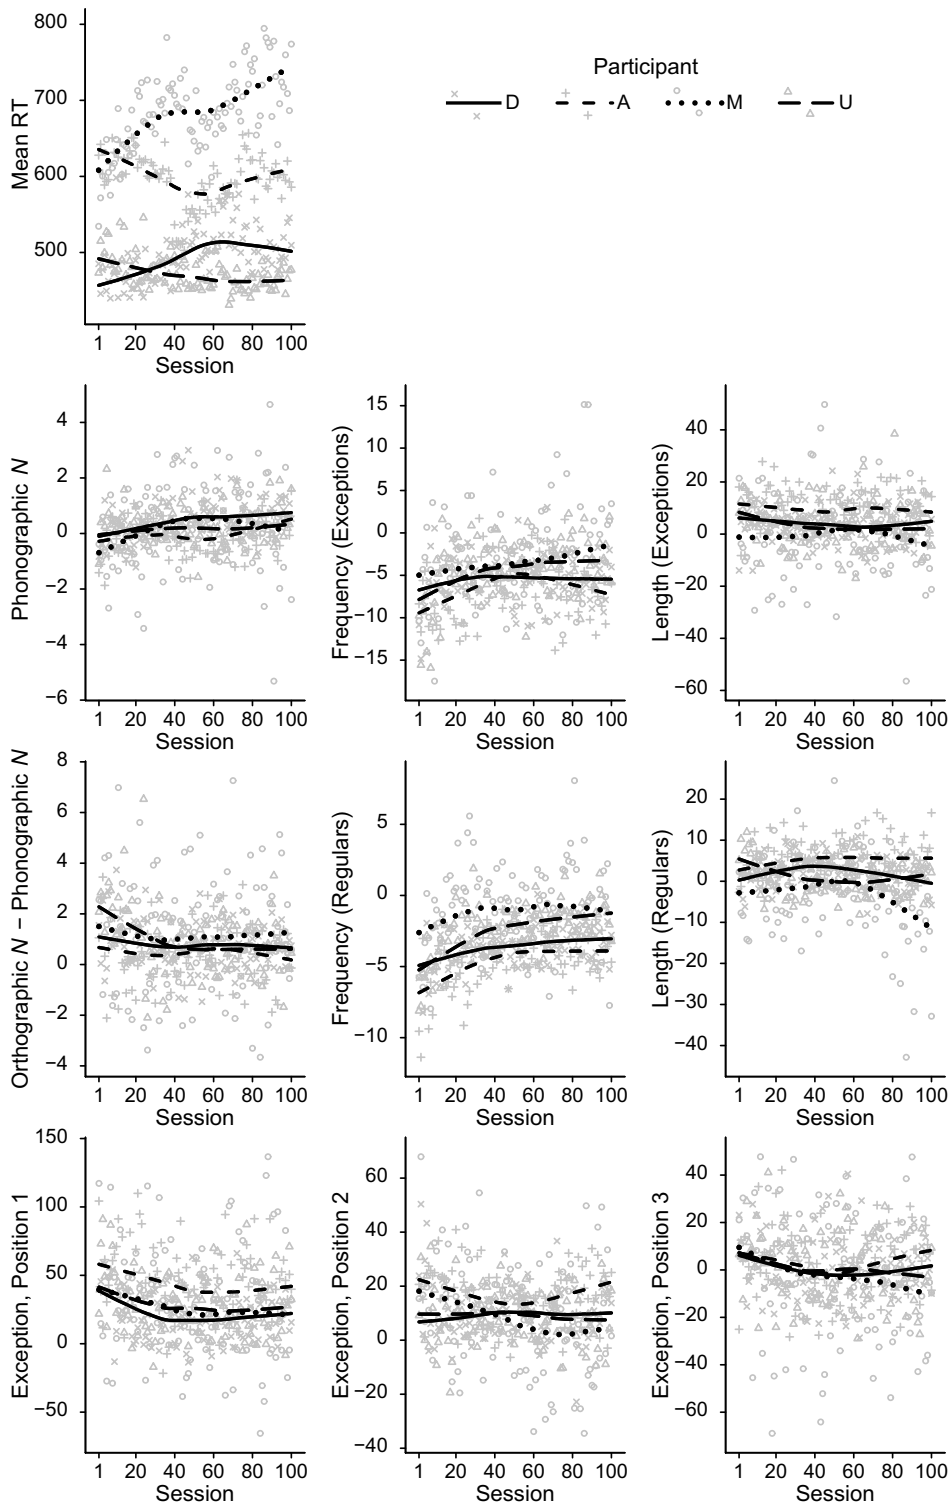 Participant
D A M U
Mean RT
800
700
600
500
1 20 40 60 80 100
Session
Phonographic N
4
2
0
−2
−4
−6
1 20 40 60 80 100
Session
Frequency (Exceptions)
15
10
5
0
−5
−10
−15
1 20 40 60 80 100
Session
Length (Exceptions)
40
20
0
−20
−40
−60
1 20 40 60 80 100
Session
Orthographic N − Phonographic N
8
6
4
2
0
−2
−4
1 20 40 60 80 100
Session
Frequency (Regulars)
5
0
−5
−10
1 20 40 60 80 100
Session
Length (Regulars)
20
10
0
−10
−20
−30
−40
1 20 40 60 80 100
Session
Exception, Position 1
150
100
50
0
−50
1 20 40 60 80 100
Session
Exception, Position 2
60
40
20
0
−20
−40
1 20 40 60 80 100
Session
Exception, Position 3
40
20
0
−20
−40
−60
1 20 40 60 80 100
Session